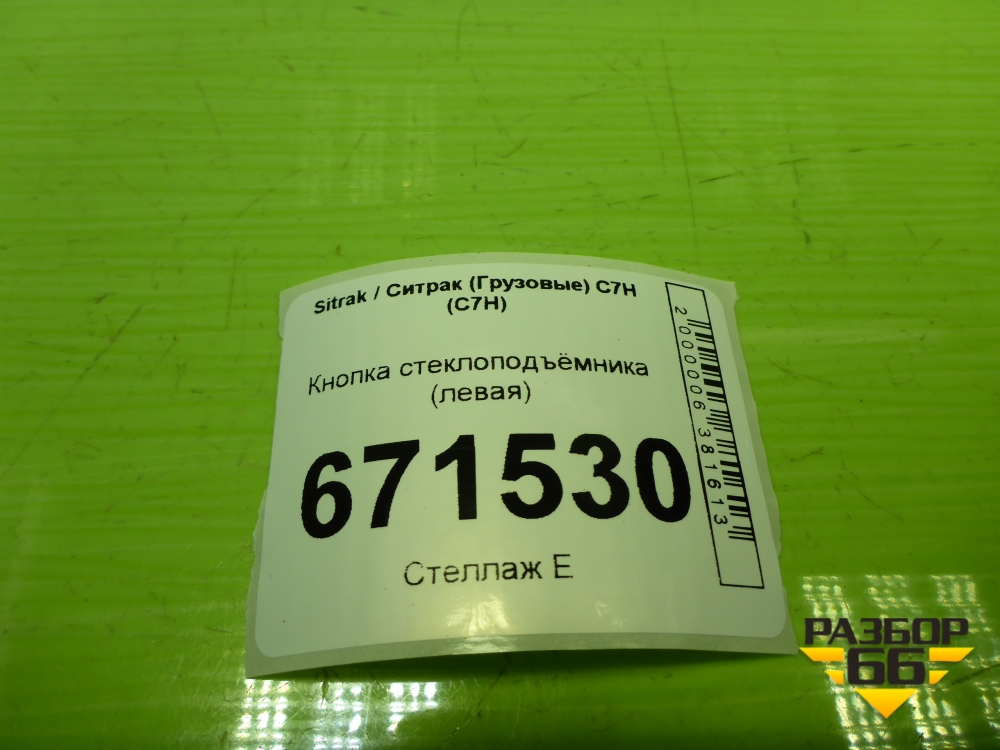 Sitrak / Ситрак (Грузовые) C7H
(C7H)
Кнопка стеклоподъёмника
(левая)
671530
Стеллаж Е
2000006381613
РАЗБОР
66